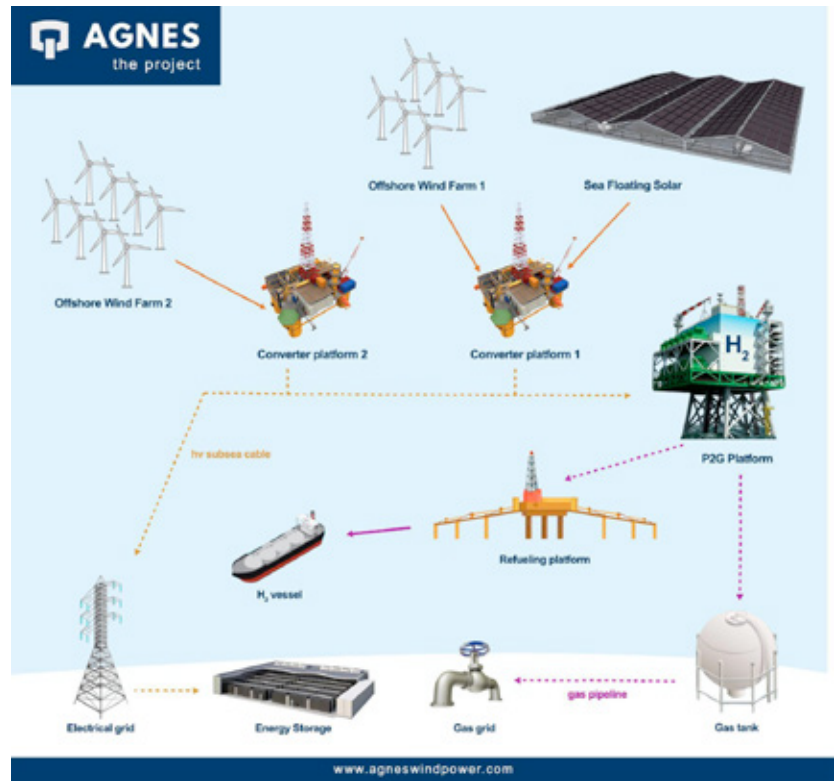 AGNES
the project
Offshore Wind Farm 1
Sea Floating Solar
Offshore Wind Farm 2
Converter platform 2
Converter platform 1
H₂
P2G Platform
hv subsea cable
Refueling platform
H₂ vessel
gas pipeline
Electrical grid
Energy Storage
Gas grid
Gas tank
www.agneswindpower.com